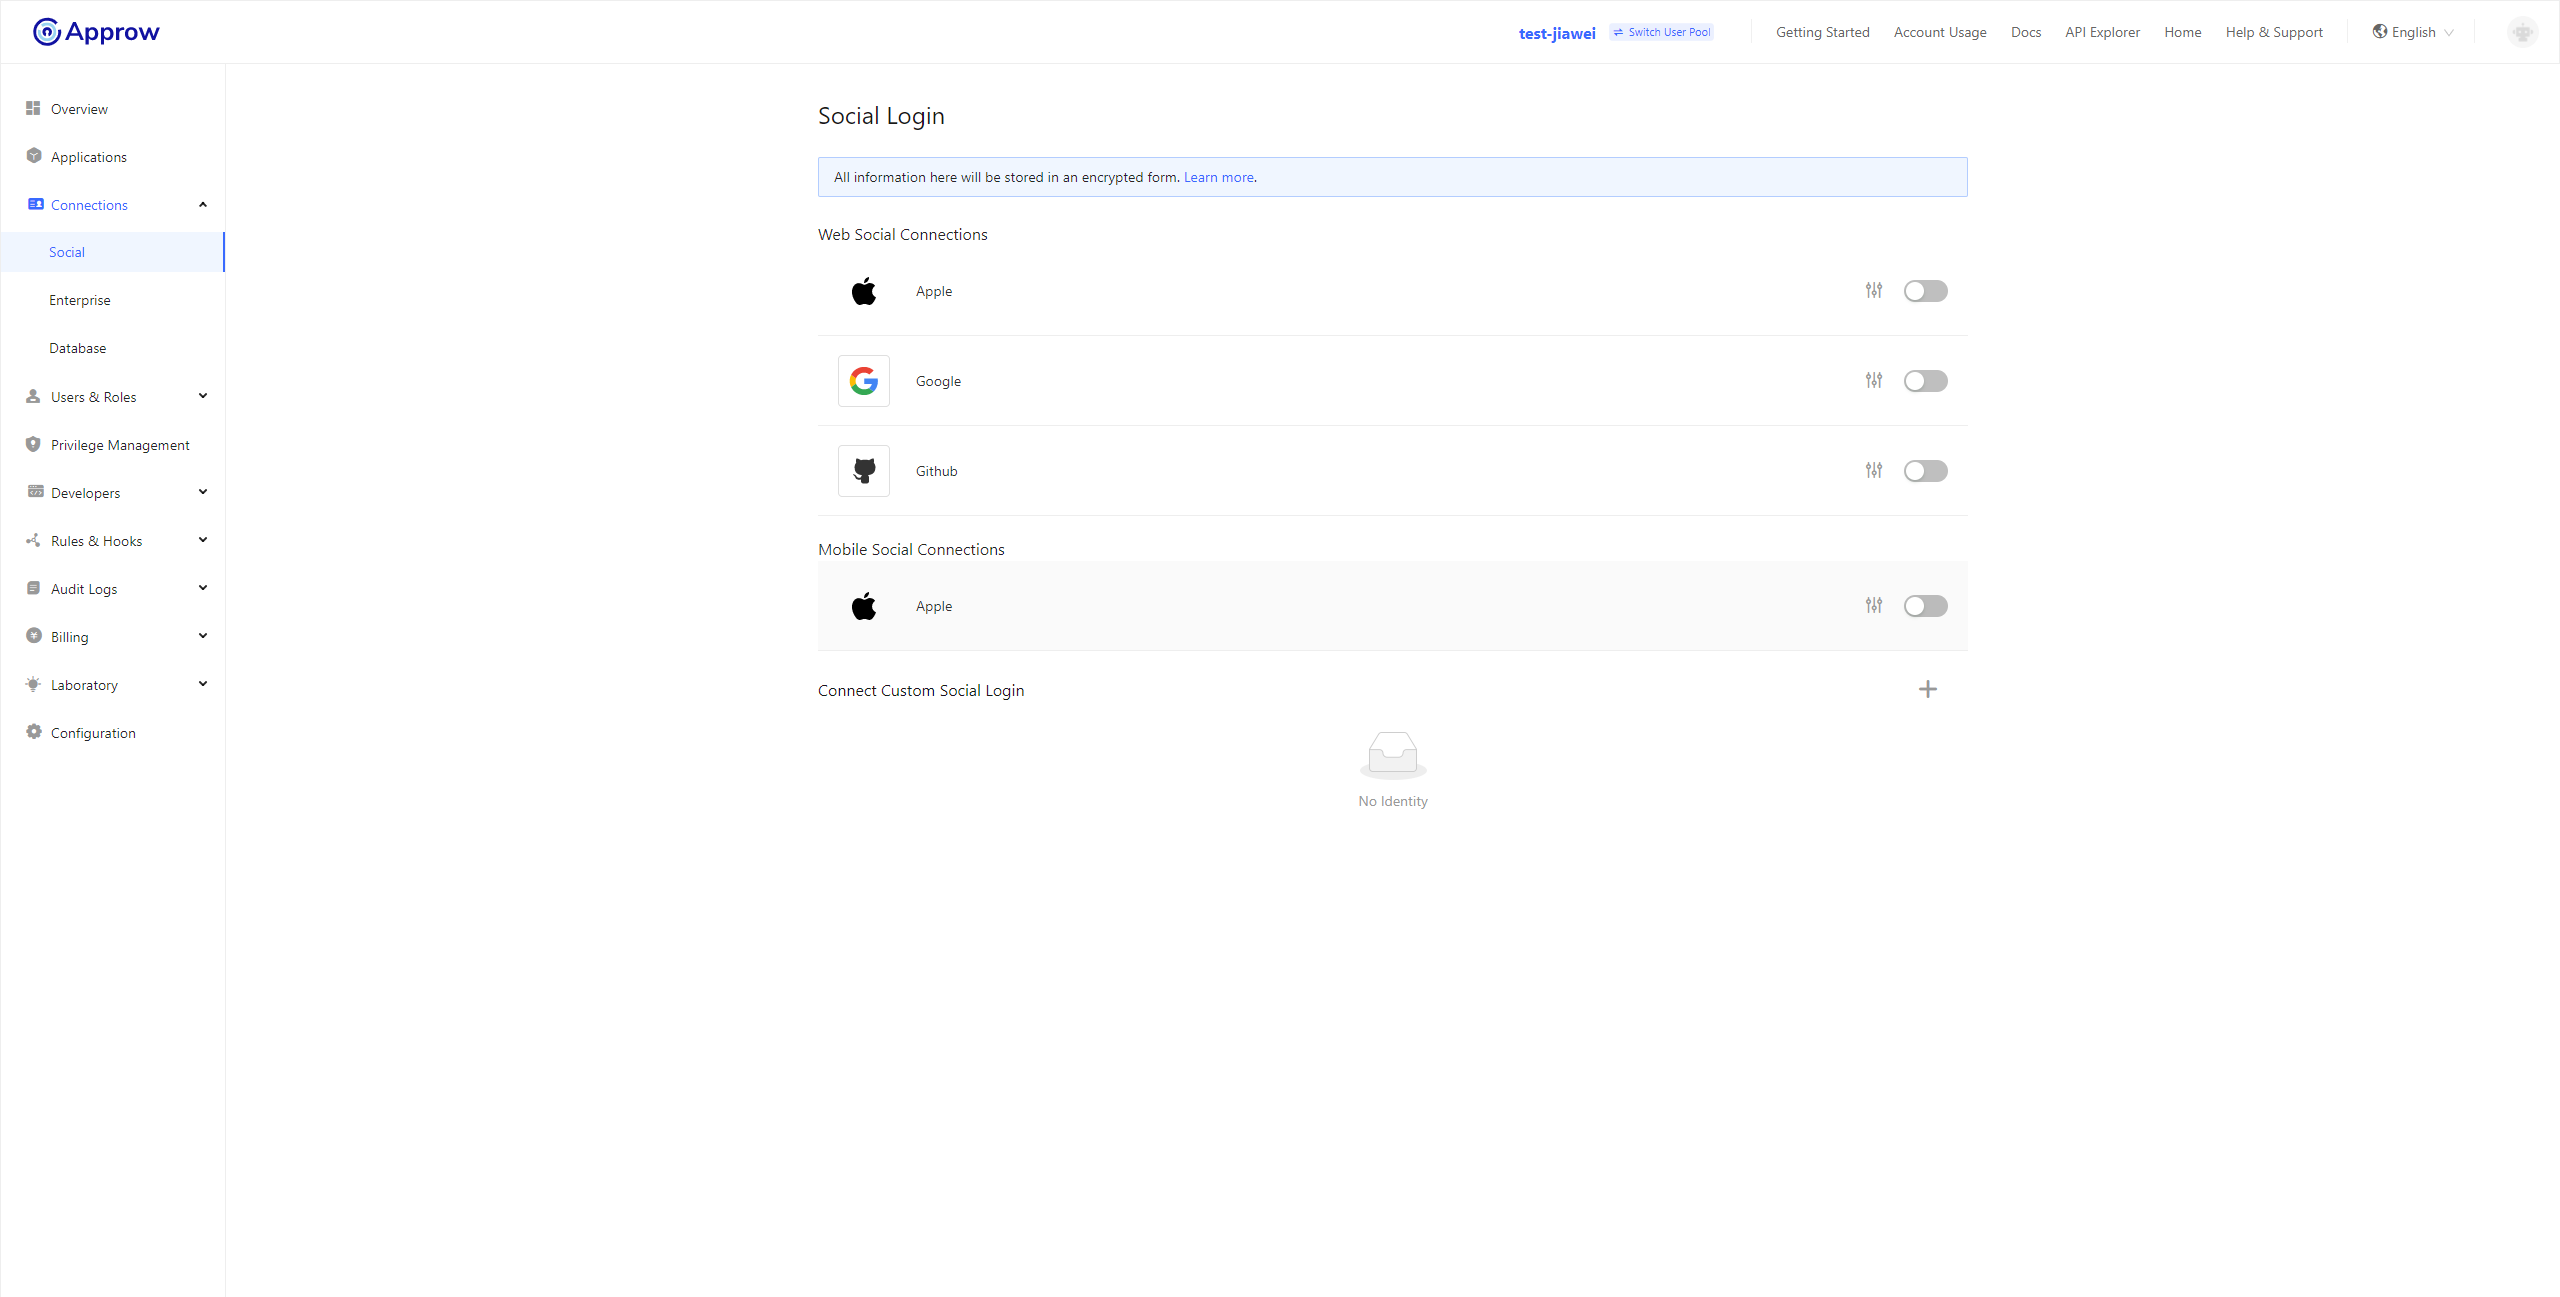 Approw
test-jiawei
Switch User Pool
Getting Started
Account Usage
Docs
API Explorer
Home
Help & Support
English
Overview
Applications
Connections
Social
Enterprise
Database
Users & Roles
Privilege Management
Developers
Rules & Hooks
Audit Logs
Billing
Laboratory
Configuration
Social Login
All information here will be stored in an encrypted form. Learn more.
Web Social Connections
Apple
Google
Github
Mobile Social Connections
Apple
Connect Custom Social Login
No Identity